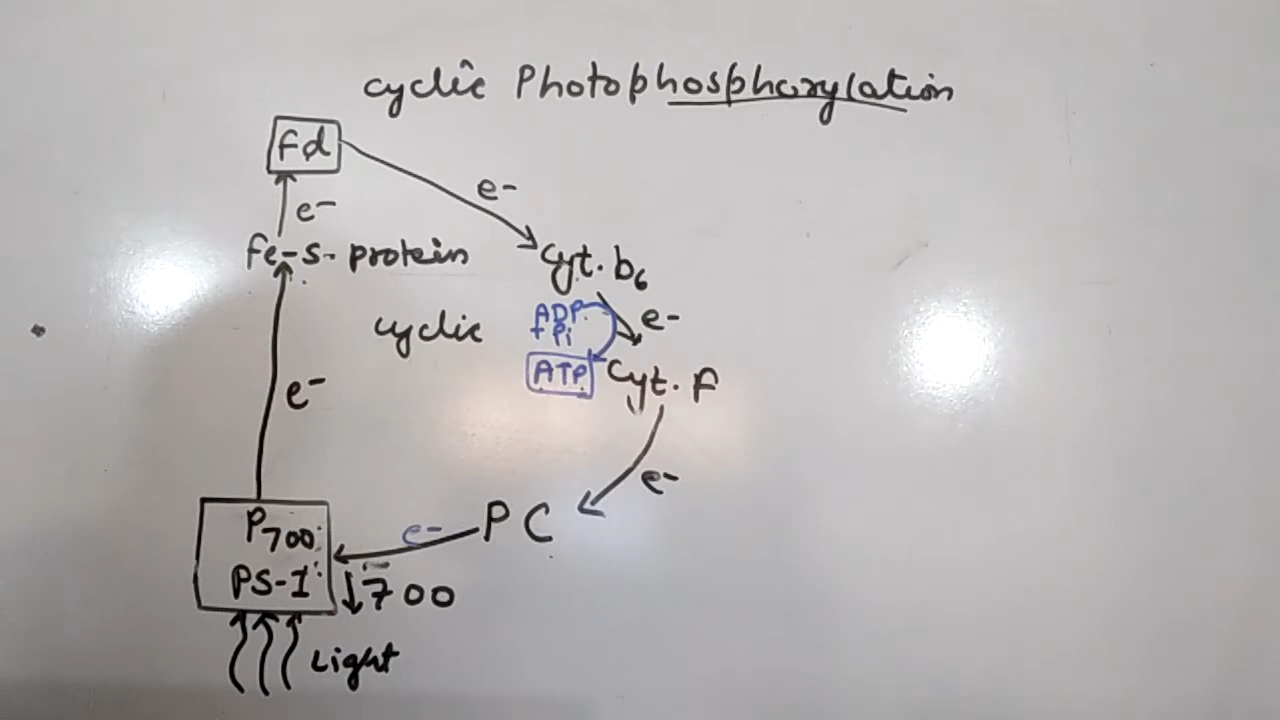 cyclic Photophosphorylation
Fd
e-
e-
Fe-S- protein
Cyt. b6
cyclic
ADP
+ Pi
e-
ATP
Cyt. F
e-
e-
PC
e-
P700
PS-I
↓700
Light